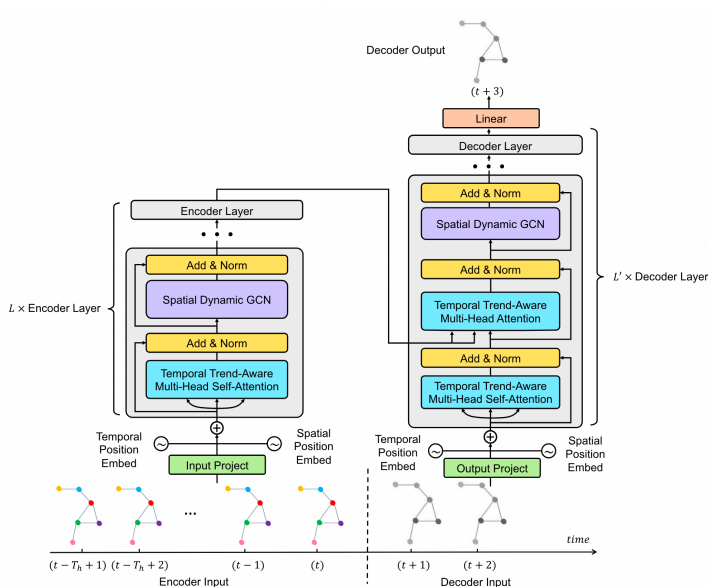 Decoder Output
(t + 3)
Linear
Decoder Layer
• • •
Add & Norm
Spatial Dynamic GCN
Add & Norm
Temporal Trend-Aware
Multi-Head Attention
Add & Norm
Temporal Trend-Aware
Multi-Head Self-Attention
L′ × Decoder Layer
Encoder Layer
• • •
Add & Norm
Spatial Dynamic GCN
Add & Norm
Temporal Trend-Aware
Multi-Head Self-Attention
L × Encoder Layer
Temporal
Position
Embed
Spatial
Position
Embed
Input Project
Temporal
Position
Embed
Spatial
Position
Embed
Output Project
...
time
(t − T_h + 1)
(t − T_h + 2)
(t − 1)
(t)
(t + 1)
(t + 2)
Encoder Input
Decoder Input